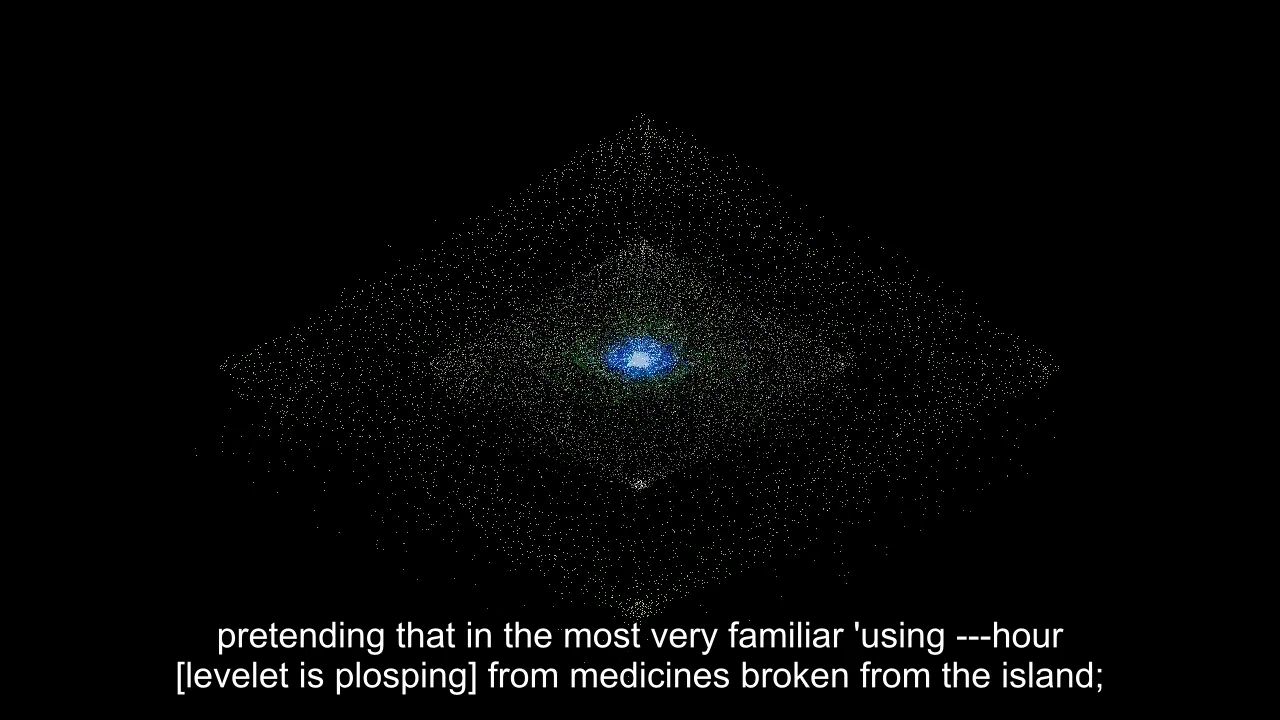 pretending that in the most very familiar 'using ---hour
[levelet is plosping] from medicines broken from the island;